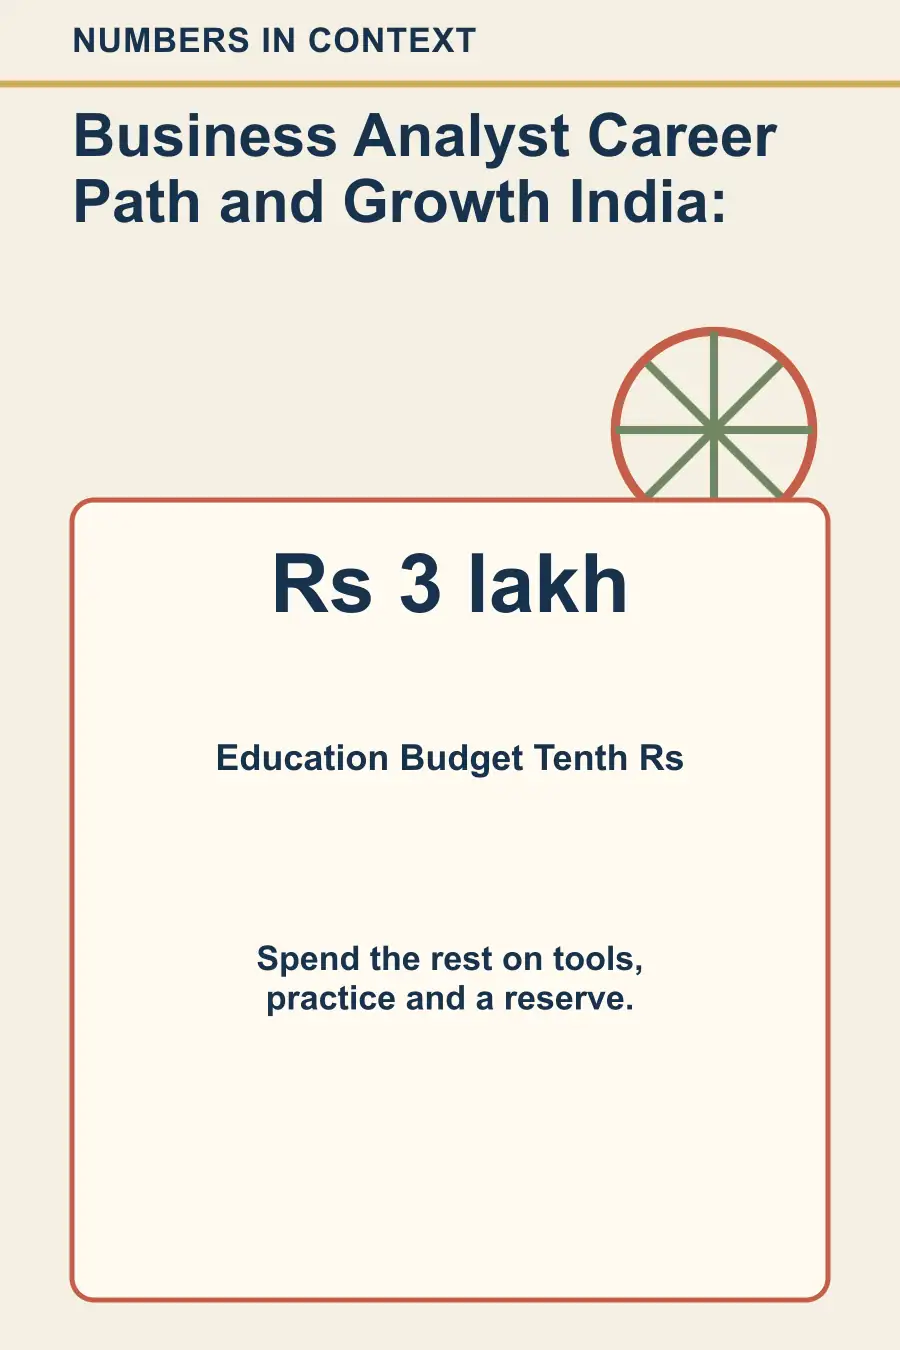 NUMBERS IN CONTEXT
Business Analyst Career
Path and Growth India:
Rs 3 lakh
Education Budget Tenth Rs
Spend the rest on tools,
practice and a reserve.